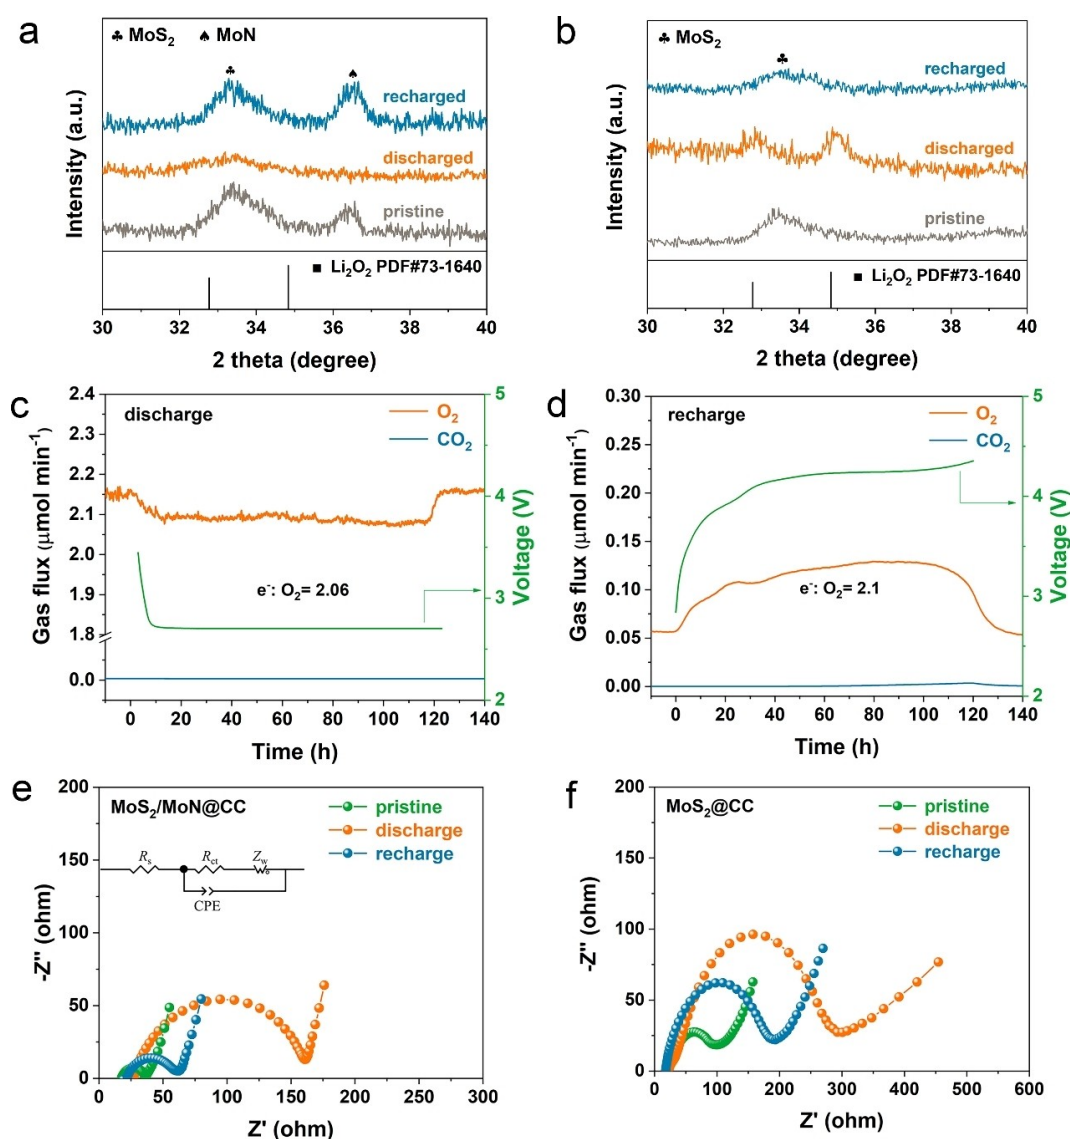 a
♣ MoS₂ ♠ MoN
♣
♠
recharged
discharged
pristine
■ Li₂O₂ PDF#73-1640
Intensity (a.u.)
30 32 34 36 38 40
2 theta (degree)
b
♣ MoS₂
♣
recharged
discharged
pristine
■ Li₂O₂ PDF#73-1640
Intensity (a.u.)
30 32 34 36 38 40
2 theta (degree)
c
discharge
O₂
CO₂
e⁻: O₂= 2.06
Gas flux (μmol min⁻¹)
2.4
2.3
2.2
2.1
2.0
1.9
1.8
0.0
Voltage (V)
5
4
3
2
0 20 40 60 80 100 120 140
Time (h)
d
recharge
O₂
CO₂
e⁻: O₂= 2.1
Gas flux (μmol min⁻¹)
0.30
0.25
0.20
0.15
0.10
0.05
0.00
Voltage (V)
5
4
3
2
0 20 40 60 80 100 120 140
Time (h)
e
MoS₂/MoN@CC
pristine
discharge
recharge
Rs Rct Zw
CPE
-Z'' (ohm)
200
150
100
50
0
0 50 100 150 200 250 300
Z' (ohm)
f
MoS₂@CC
pristine
discharge
recharge
-Z'' (ohm)
200
150
100
50
0
0 100 200 300 400 500 600
Z' (ohm)